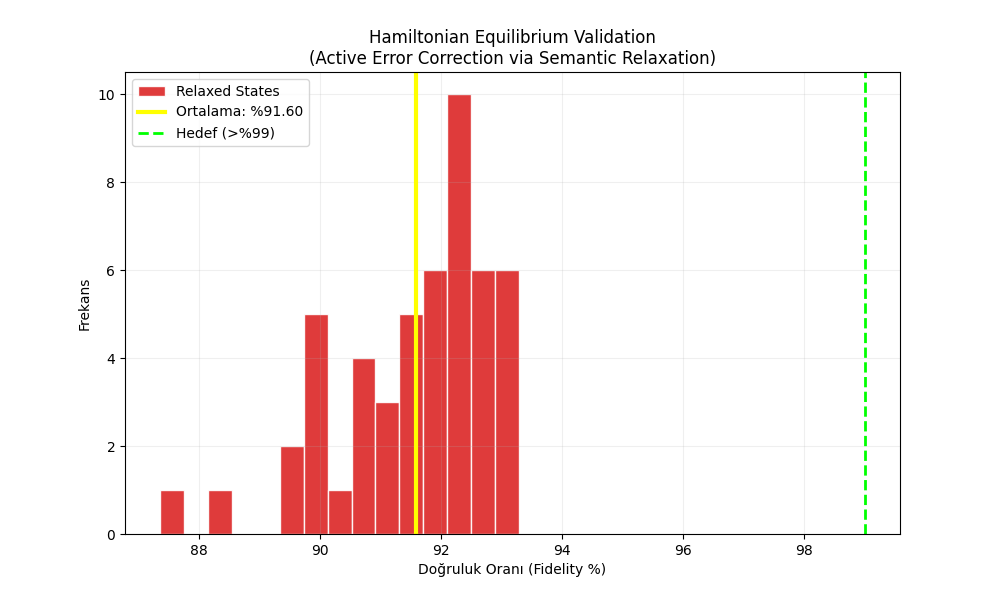 Hamiltonian Equilibrium Validation
(Active Error Correction via Semantic Relaxation)
Relaxed States
Ortalama: %91.60
Hedef (>%99)
Frekans
10
8
6
4
2
0
88
90
92
94
96
98
Doğruluk Oranı (Fidelity %)